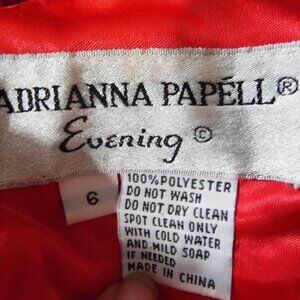 ADRIANNA PAPÉLL®
Evening ©
6
100% POLYESTER
DO NOT WASH
DO NOT DRY CLEAN
SPOT CLEAN ONLY
WITH COLD WATER
AND MILD SOAP
IF NEEDED
MADE IN CHINA